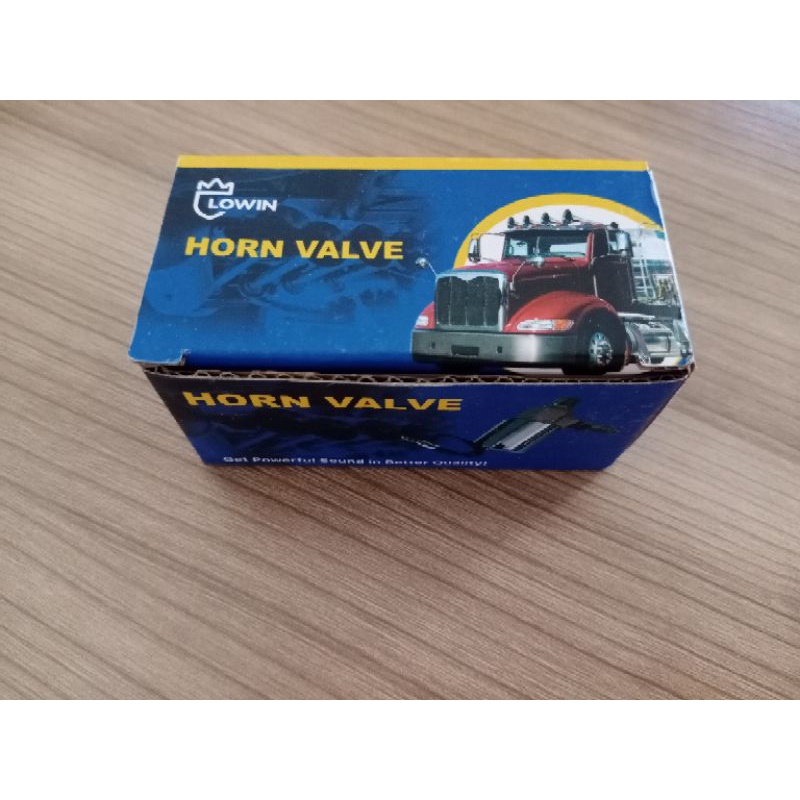 LOWIN
HORN VALVE
HORN VALVE
Get Powerful Sound in Better Quality!